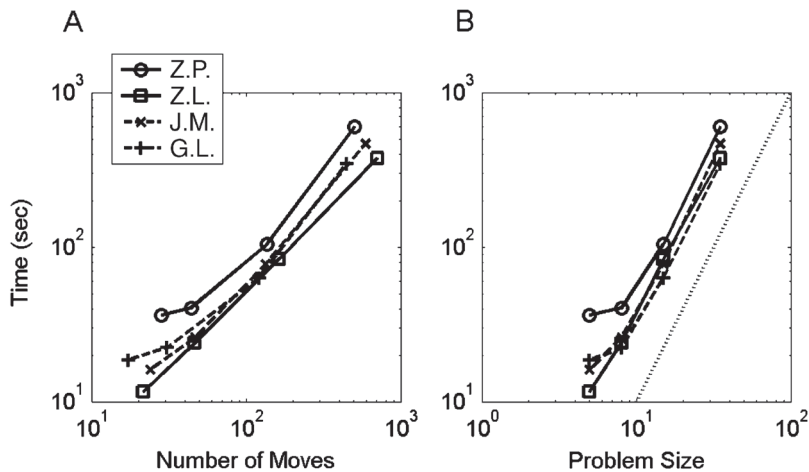 A
B
Z.P.
Z.L.
J.M.
G.L.
10³
10²
10¹
Time (sec)
10¹
10²
10³
Number of Moves
10³
10²
10¹
10⁰
10¹
10²
Problem Size